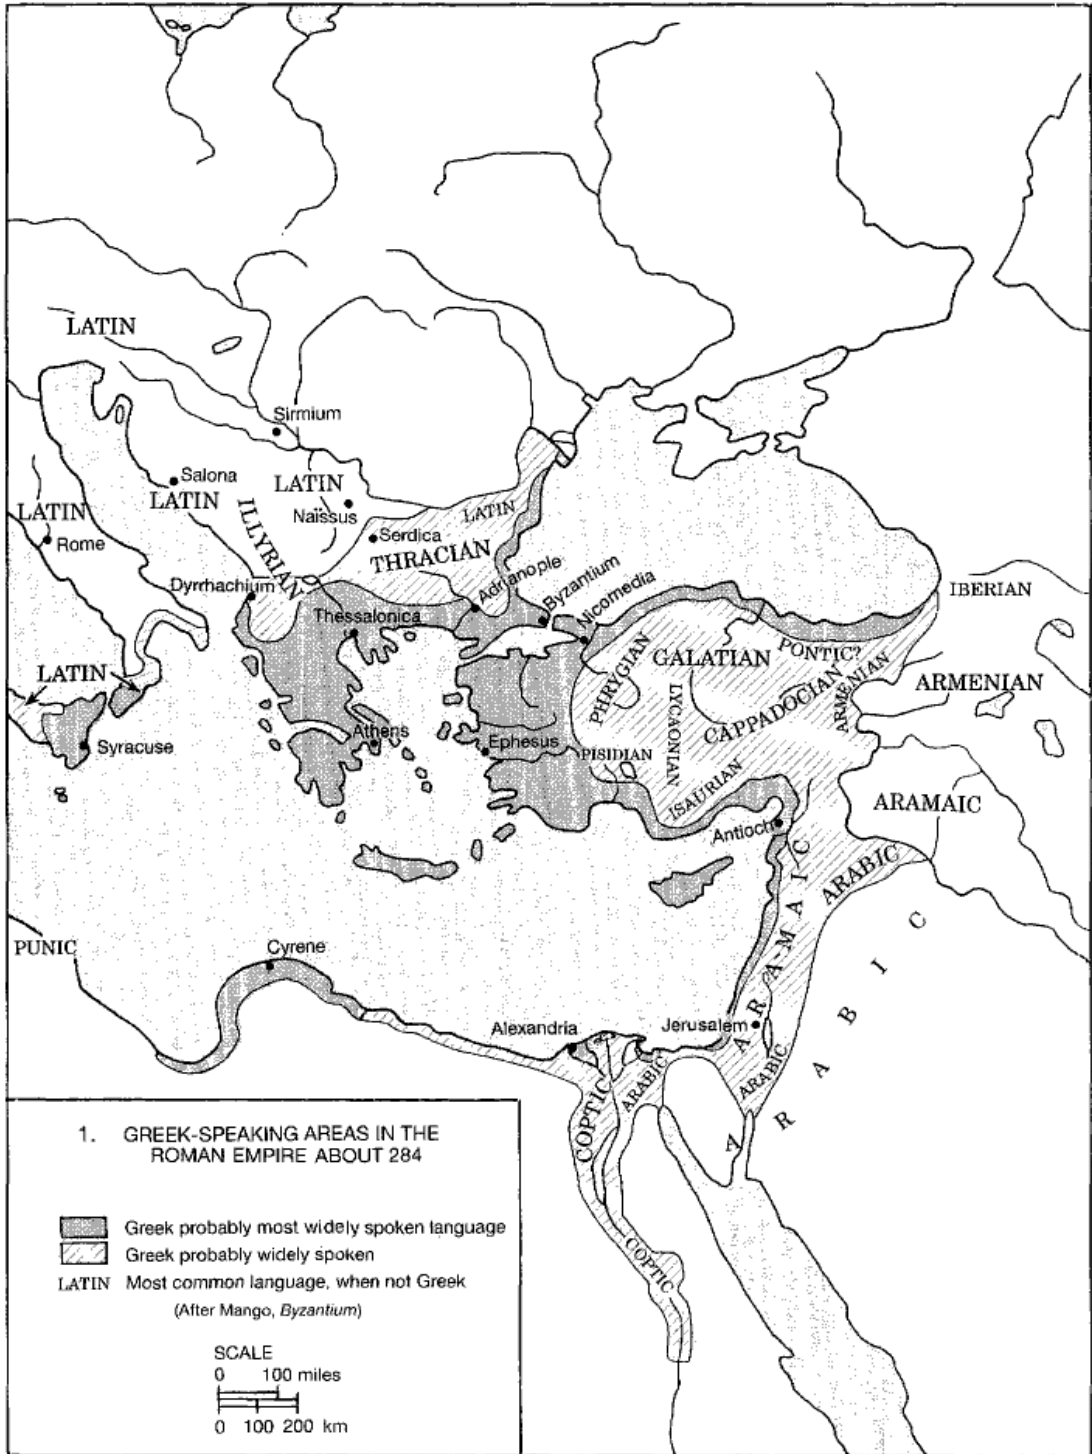 LATIN
Sirmium
Salona
LATIN
LATIN
Naïssus
LATIN
ILLYRIAN
LATIN
Rome
Serdica
THRACIAN
Dyrrhachium
Adrianople
Byzantium
Nicomedia
Thessalonica
IBERIAN
PHRYGIAN
GALATIAN
PONTIC?
LATIN
LYCAONIAN
CAPPADOCIAN
ARMENIAN
ARMENIAN
Syracuse
Athens
Ephesus
PISIDIAN
ISAURIAN
ARAMAIC
Antioch
ARABIC
ARAMAIC
ARABIC
PUNIC
Cyrene
Alexandria
Jerusalem
COPTIC
ARABIC
ARABIC
COPTIC
1. GREEK-SPEAKING AREAS IN THE
ROMAN EMPIRE ABOUT 284
Greek probably most widely spoken language
Greek probably widely spoken
LATIN Most common language, when not Greek
(After Mango, Byzantium)
SCALE
0 100 miles
0 100 200 km